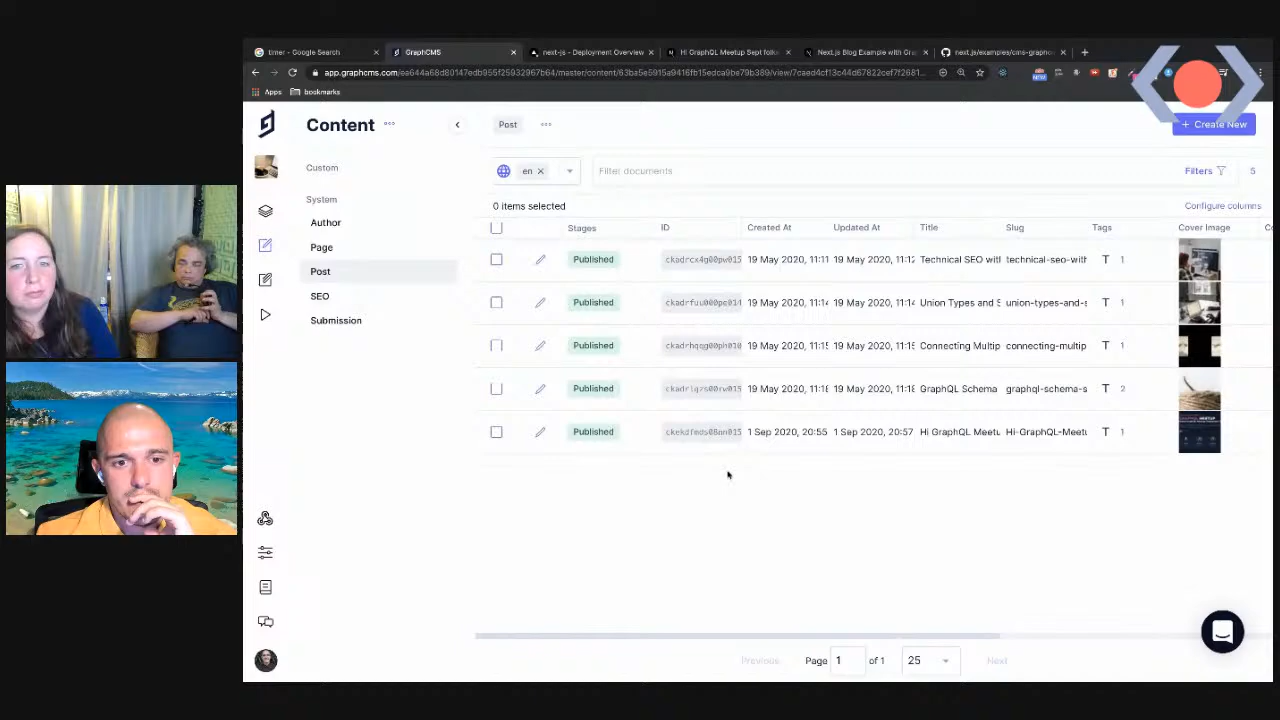 timer - Google Search
GraphCMS
next-js - Deployment Overview
Hi GraphQL Meetup Sept folk
Next.js Blog Example with Gra
next.js/examples/cms-graphc
Apps
bookmarks
Content
Post
+ Create New
Custom
System
Author
Page
Post
SEO
Submission
en
Filter documents
Filters
5
0 items selected
Configure columns
Stages ID Created At Updated At Title Slug Tags Cover Image
Published 19 May 2020, 11:11 19 May 2020, 11:12 Technical SEO with technical-seo-with T 1
Published 19 May 2020, 11:14 19 May 2020, 11:14 Union Types and S union-types-and-s T 1
Published 19 May 2020, 11:15 19 May 2020, 11:15 Connecting Multip connecting-multip T 1
Published 19 May 2020, 11:18 19 May 2020, 11:18 GraphQL Schema graphql-schema-s T 2
Published 1 Sep 2020, 20:55 1 Sep 2020, 20:57 Hi GraphQL Meetu Hi-GraphQL-Meetu T 1
Previous Page 1 of 1 25 Next